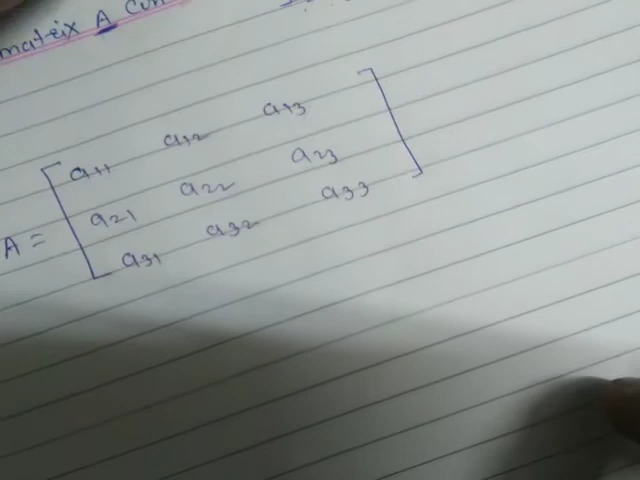 matrix A
a11 a12 a13
A = a21 a22 a23
a31 a32 a33